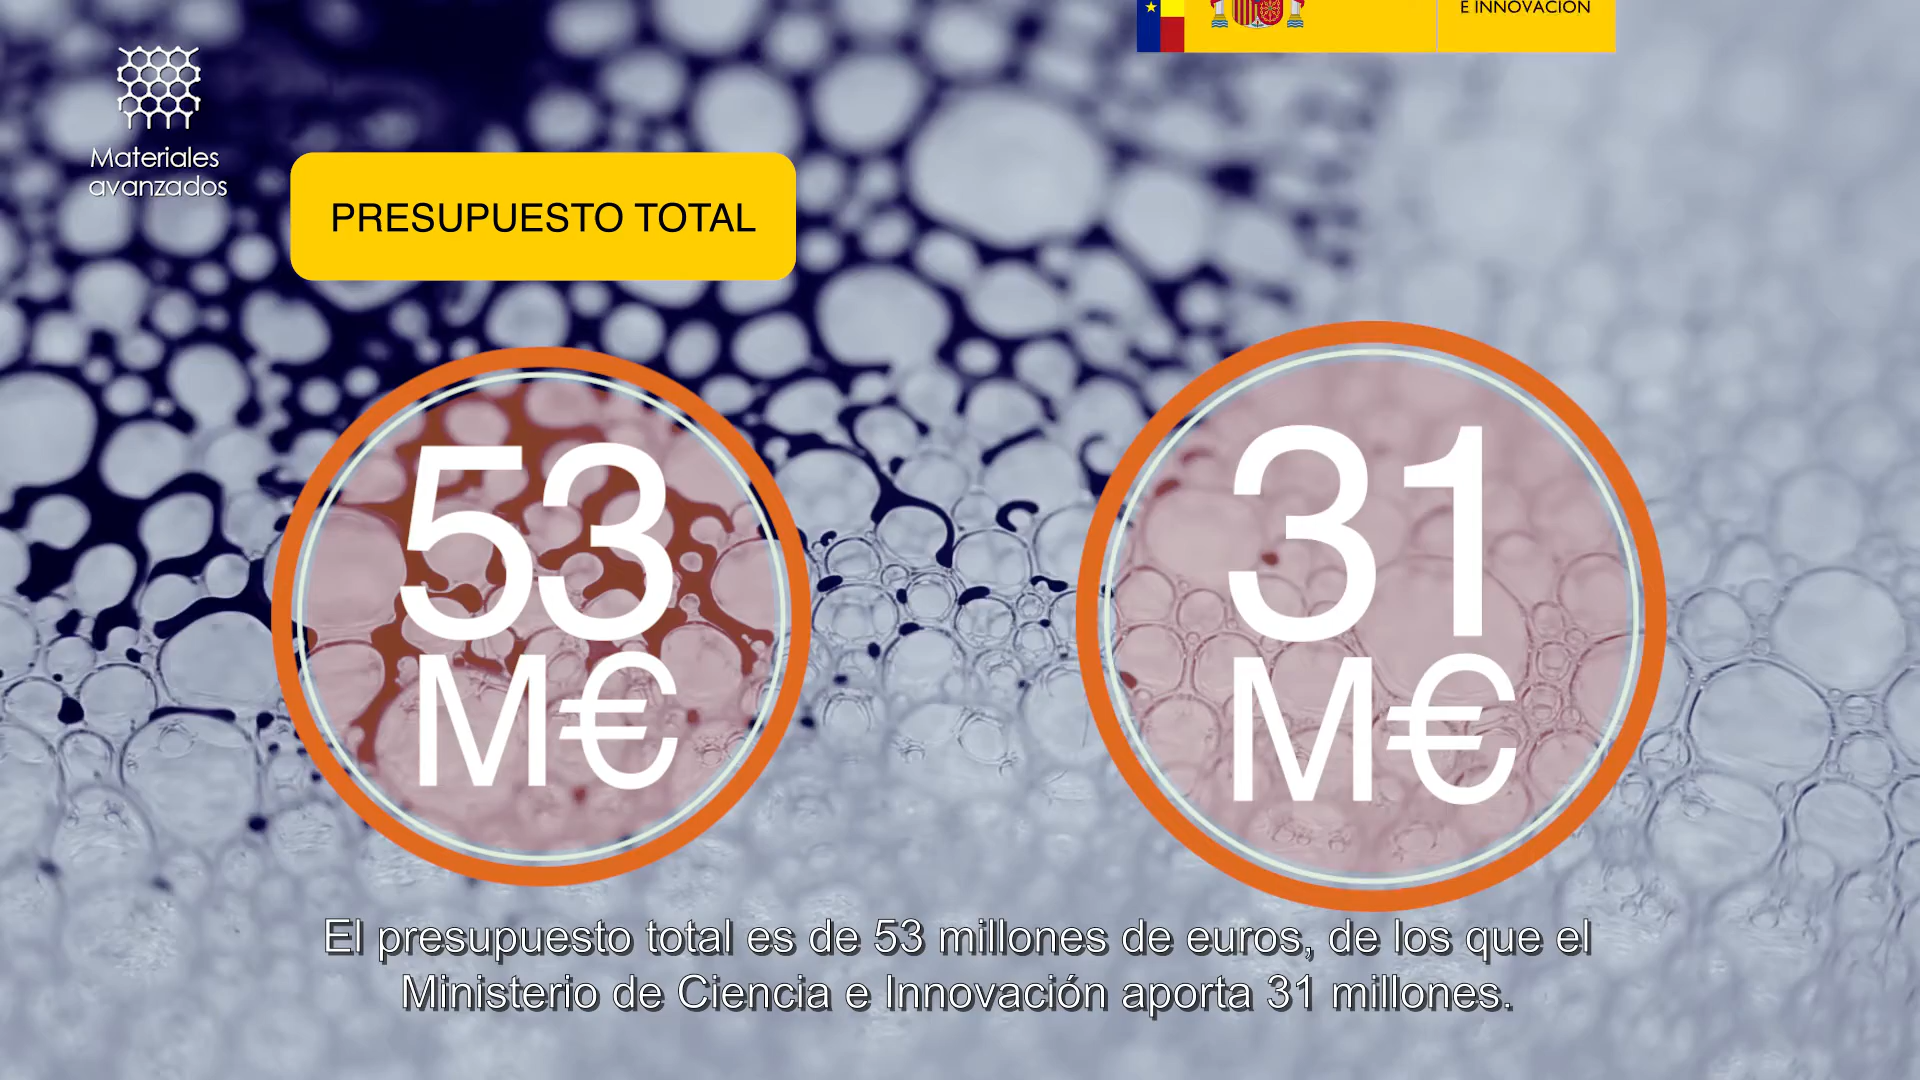 E INNOVACIÓN
Materiales
avanzados
PRESUPUESTO TOTAL
53
M€
31
M€
El presupuesto total es de 53 millones de euros, de los que el
Ministerio de Ciencia e Innovación aporta 31 millones.